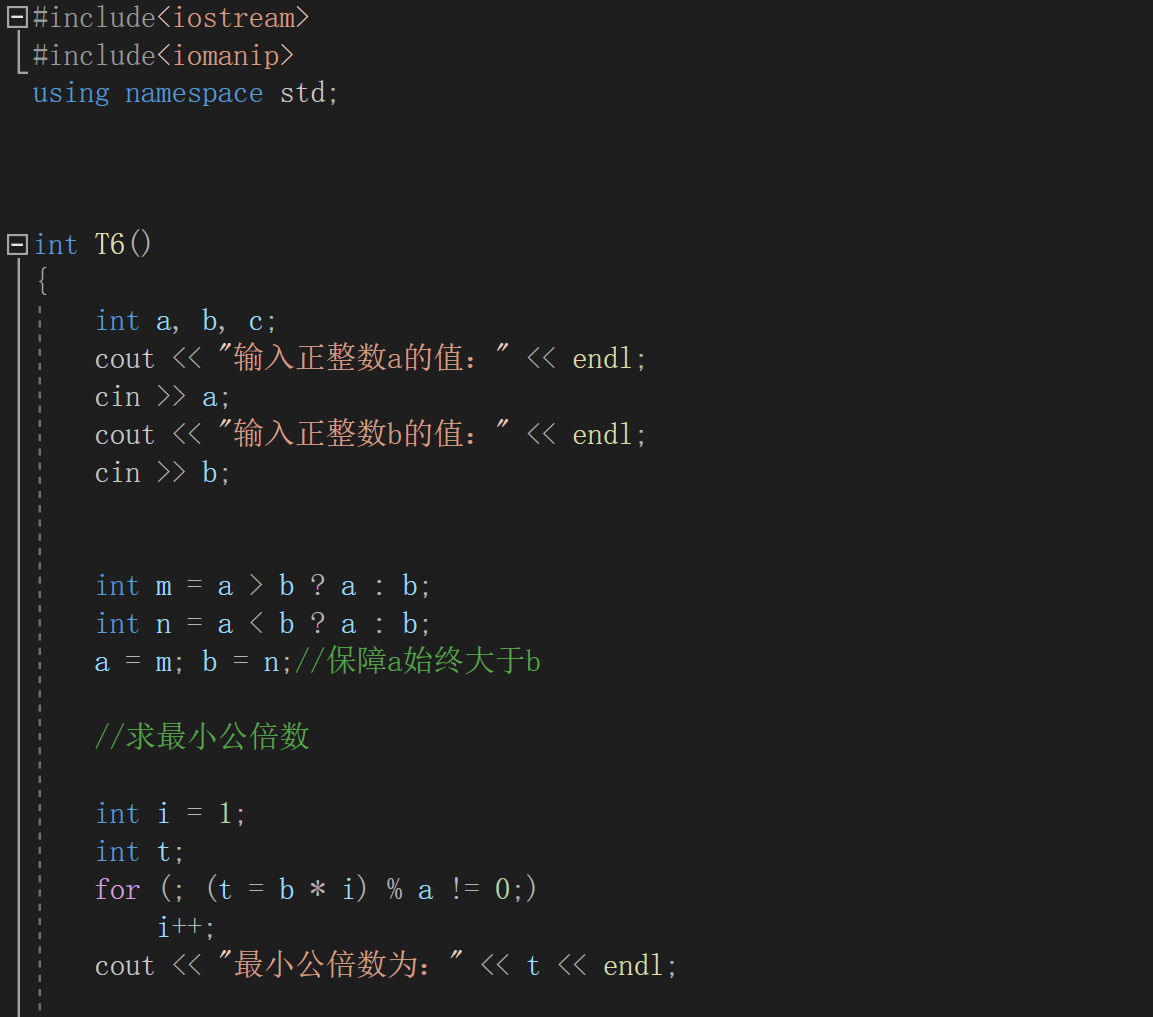 #include<iostream>
#include<iomanip>
using namespace std;
int T6()
{
int a, b, c;
cout << "输入正整数a的值：" << endl;
cin >> a;
cout << "输入正整数b的值：" << endl;
cin >> b;
int m = a > b ? a : b;
int n = a < b ? a : b;
a = m; b = n;//保障a始终大于b
//求最小公倍数
int i = 1;
int t;
for (; (t = b * i) % a != 0;)
i++;
cout << "最小公倍数为：" << t << endl;